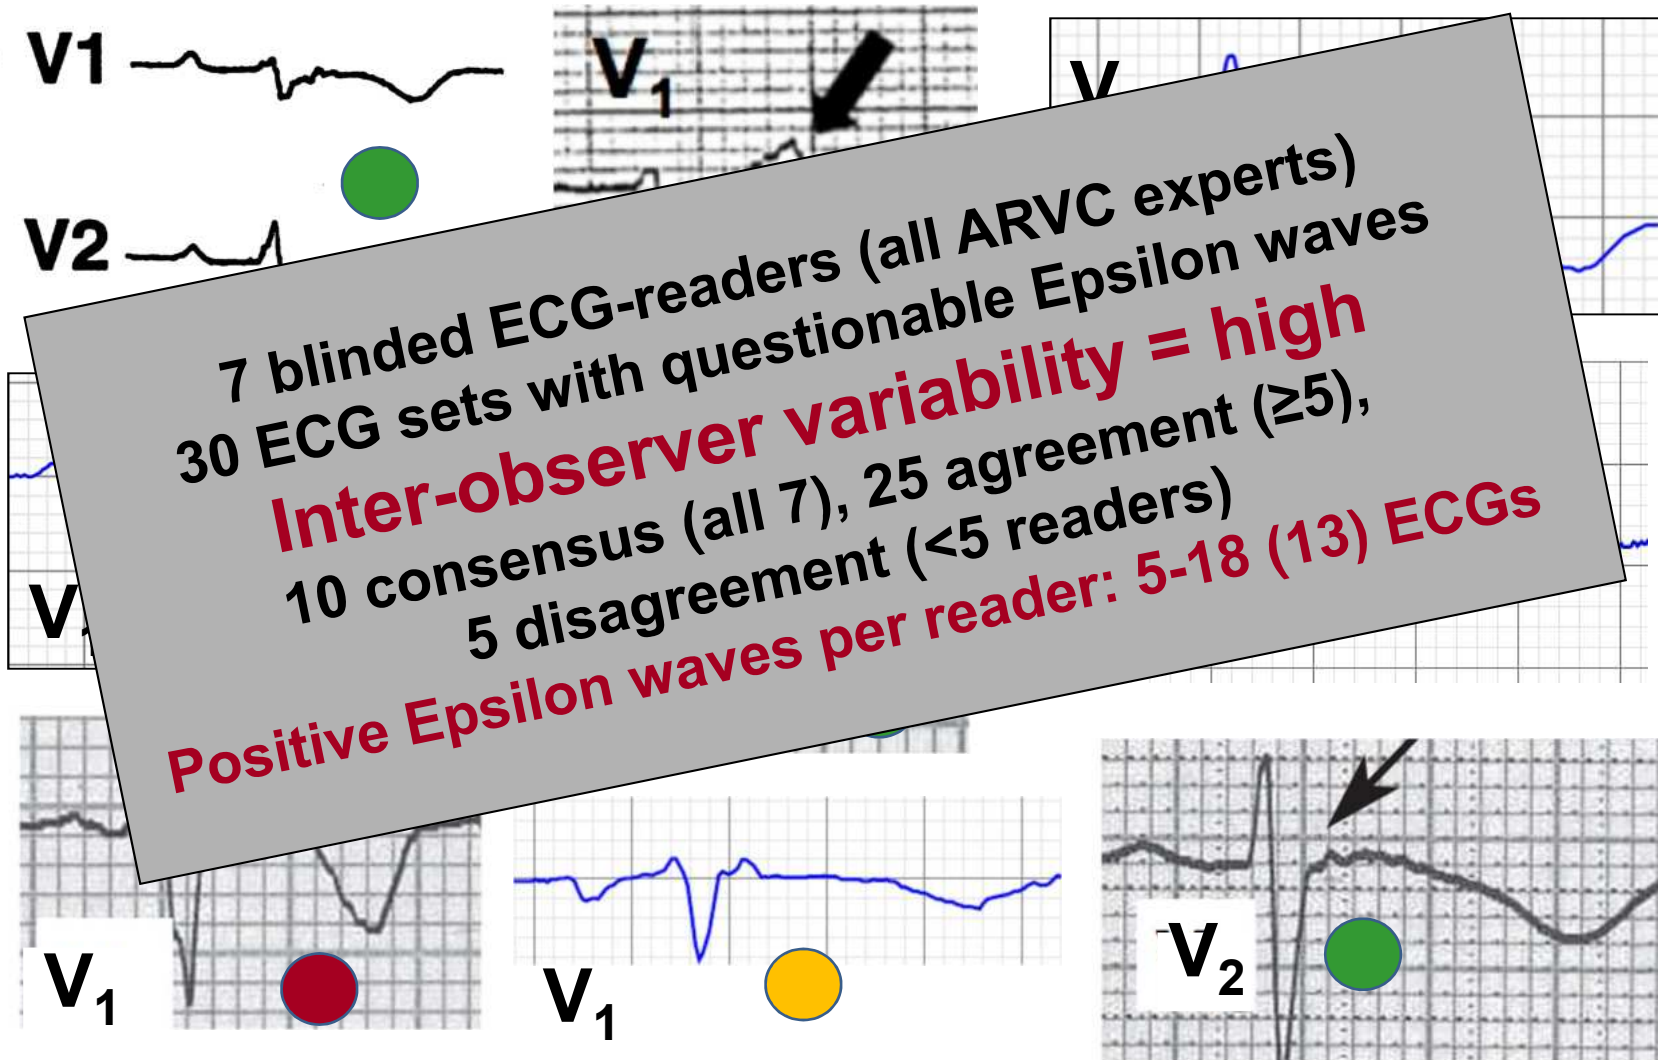 V1
V1
V
V2
7 blinded ECG-readers (all ARVC experts)
30 ECG sets with questionable Epsilon waves
Inter-observer variability = high
10 consensus (all 7), 25 agreement (≥5),
5 disagreement (<5 readers)
Positive Epsilon waves per reader: 5-18 (13) ECGs
V
V1
V1
V2